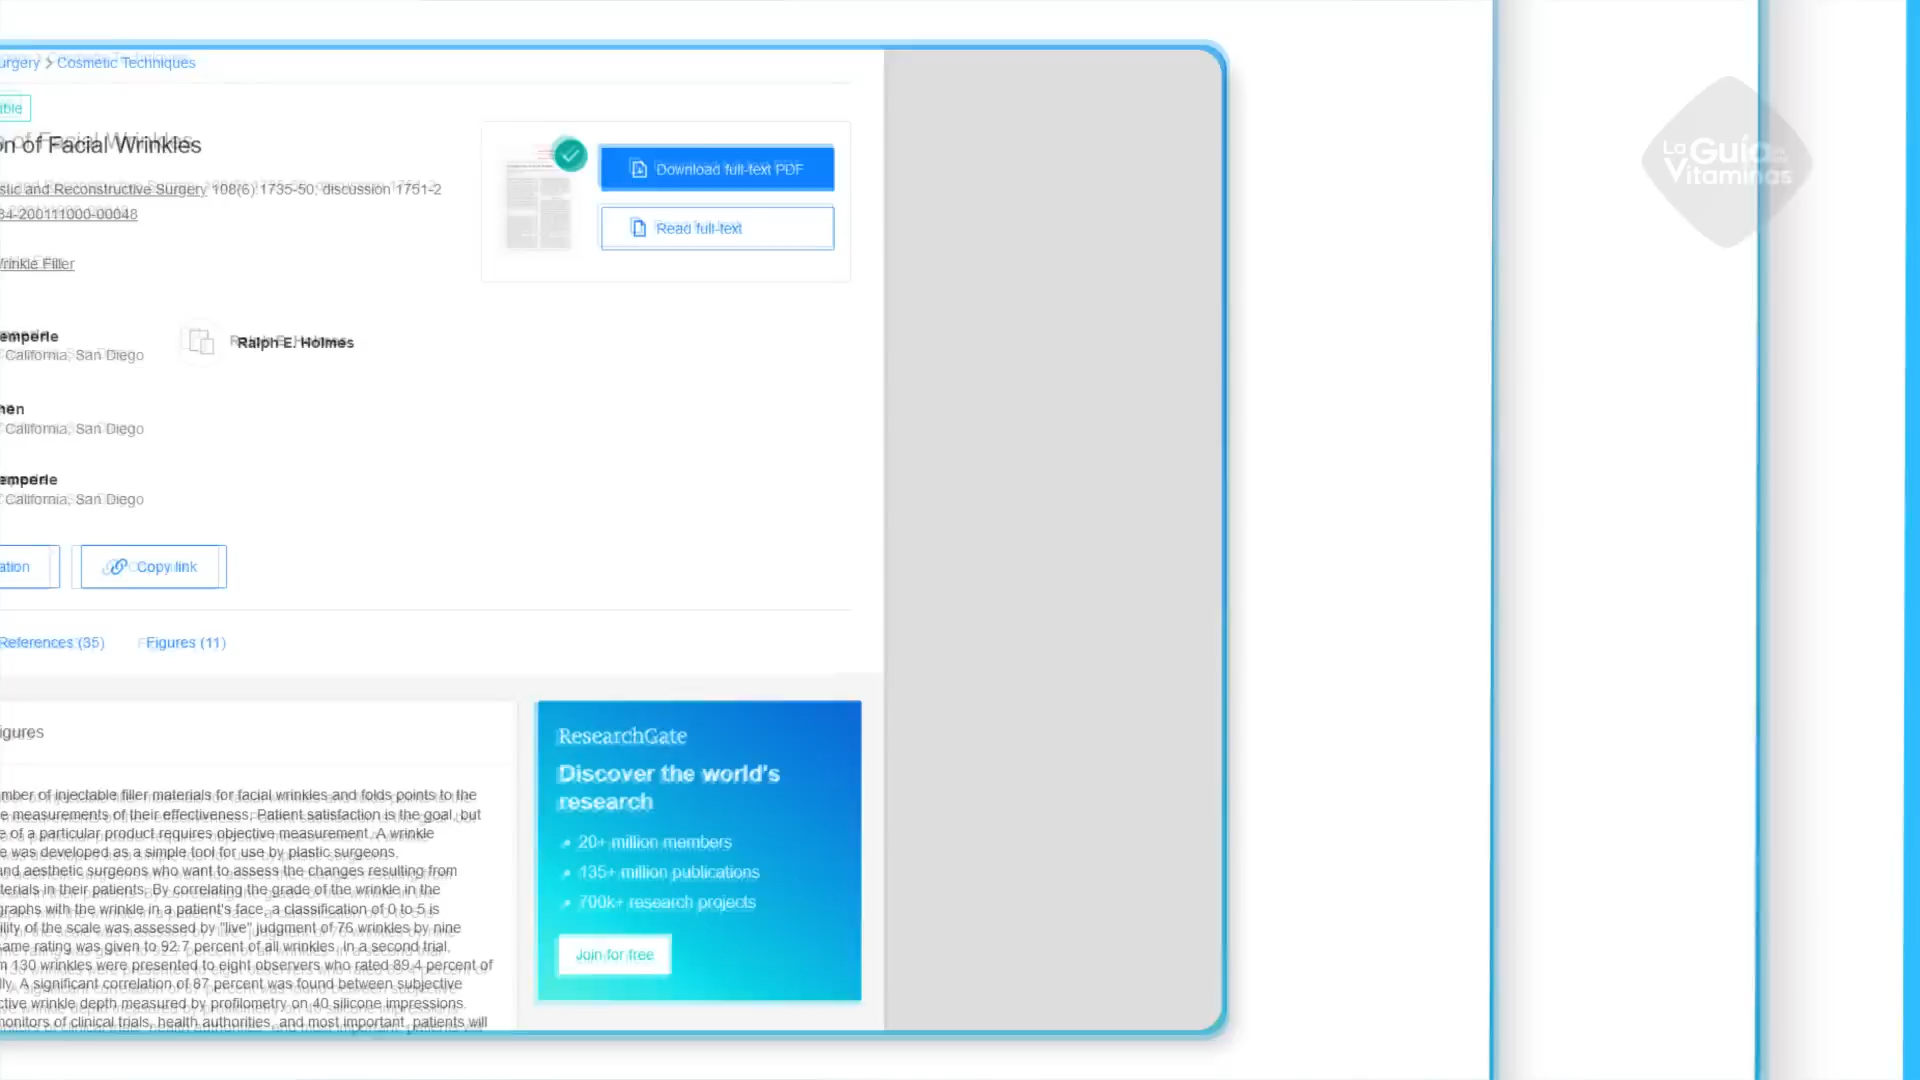 urgery > Cosmetic Techniques
able
on of Facial Wrinkles
stic and Reconstructive Surgery 108(6):1735-50; discussion 1751-2
34-200111000-00048
Wrinkle Filler
Download full-text PDF
Read full-text
emperle
California, San Diego
Ralph E. Holmes
hen
California, San Diego
emperle
California, San Diego
ation
Copy link
References (35)
Figures (11)
igures
mber of injectable filler materials for facial wrinkles and folds points to the
e measurements of their effectiveness. Patient satisfaction is the goal, but
e of a particular product requires objective measurement. A wrinkle
e was developed as a simple tool for use by plastic surgeons.
and aesthetic surgeons who want to assess the changes resulting from
terials in their patients. By correlating the grade of the wrinkle in the
graphs with the wrinkle in a patient's face, a classification of 0 to 5 is
ility of the scale was assessed by "live" judgment of 76 wrinkles by nine
same rating was given to 92.7 percent of all wrinkles. In a second trial,
m 130 wrinkles were presented to eight observers who rated 89.4 percent of
lly. A significant correlation of 87 percent was found between subjective
ctive wrinkle depth measured by profilometry on 40 silicone impressions.
monitors of clinical trials, health authorities, and most important, patients will
ResearchGate
Discover the world's
research
20+ million members
135+ million publications
700k+ research projects
Join for free
La Guía de las
Vitaminas